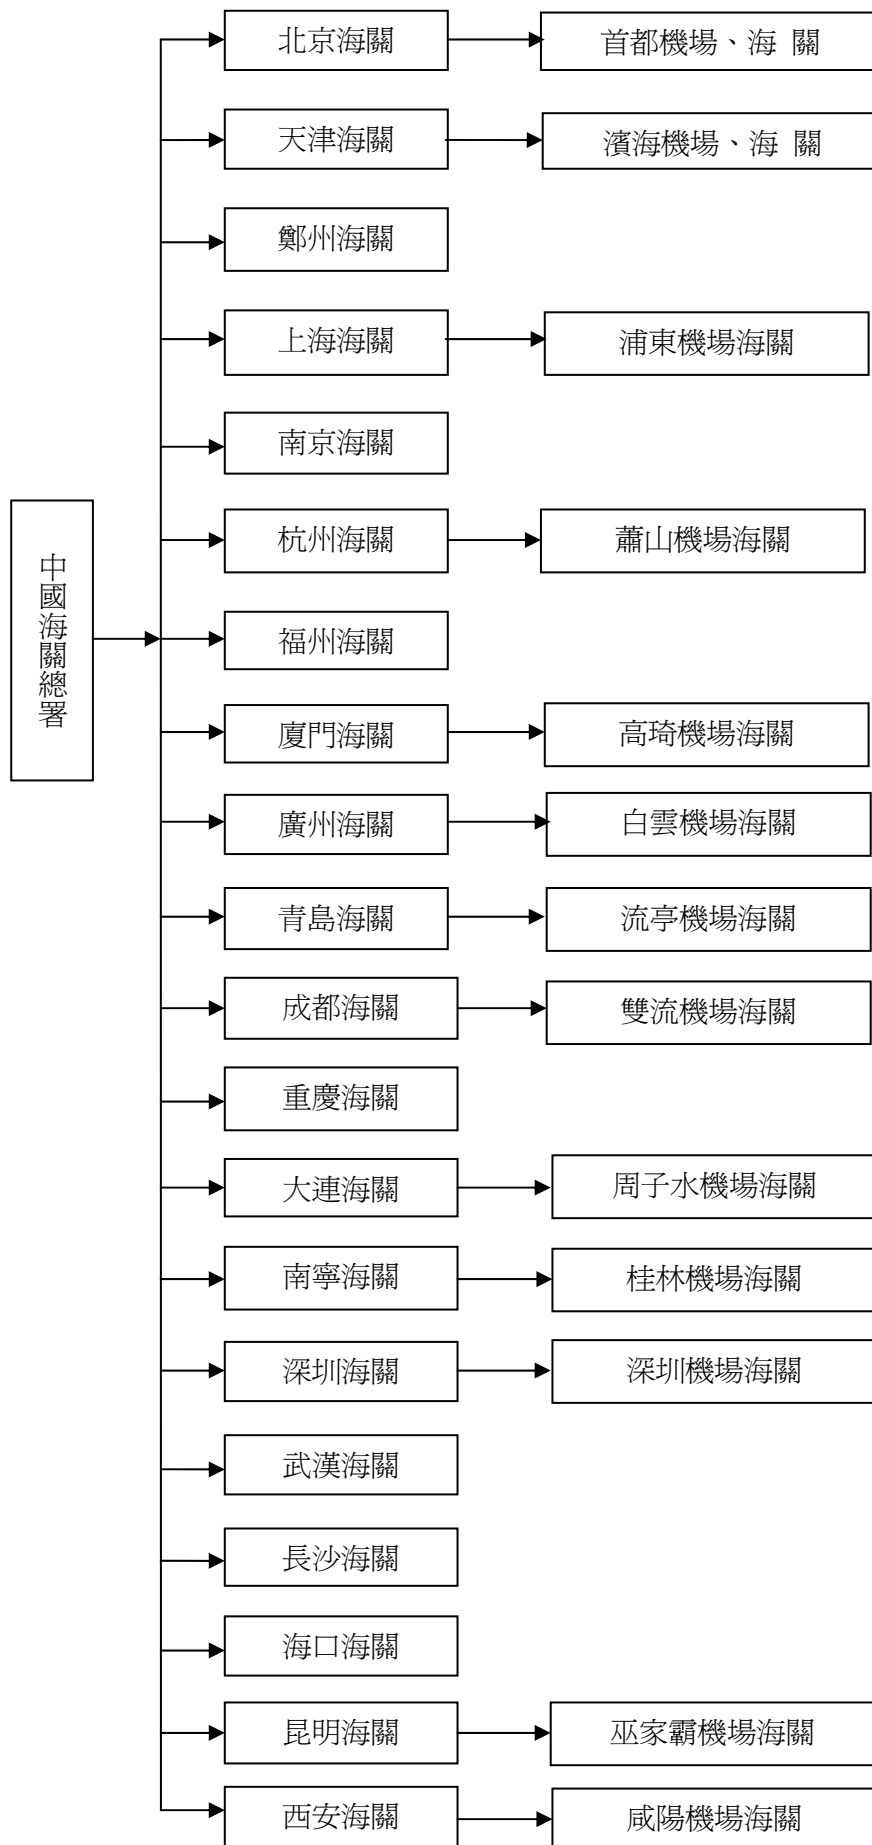 中國海關總署
北京海關
首都機場、海 關
天津海關
濱海機場、海 關
鄭州海關
上海海關
浦東機場海關
南京海關
杭州海關
蕭山機場海關
福州海關
廈門海關
高琦機場海關
廣州海關
白雲機場海關
青島海關
流亭機場海關
成都海關
雙流機場海關
重慶海關
大連海關
周子水機場海關
南寧海關
桂林機場海關
深圳海關
深圳機場海關
武漢海關
長沙海關
海口海關
昆明海關
巫家霸機場海關
西安海關
咸陽機場海關